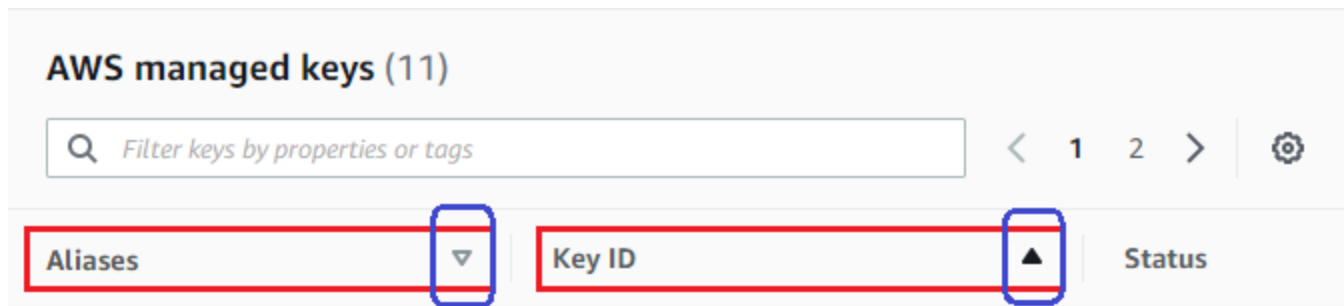 AWS managed keys (11)
Filter keys by properties or tags
1 2
Aliases Key ID Status